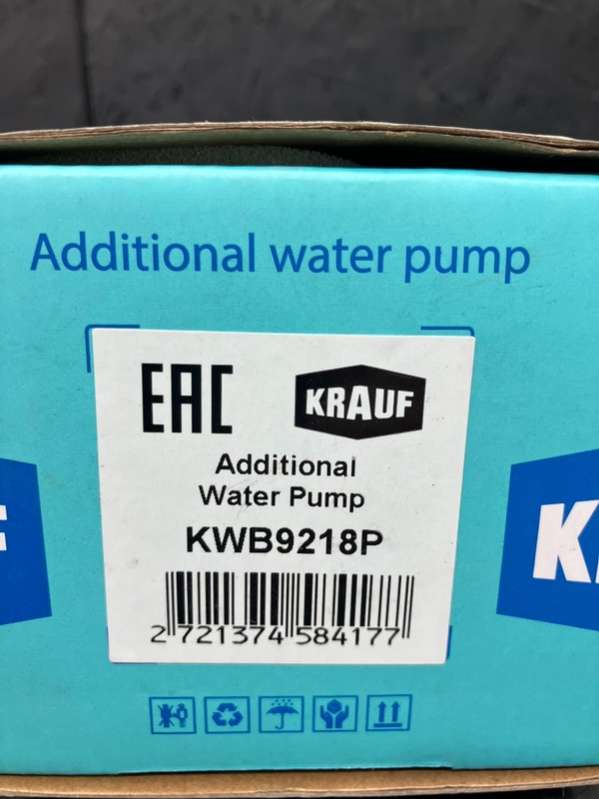 Additional water pump
EAC
KRAUF
Additional
Water Pump
KWB9218P
2 721374 584177